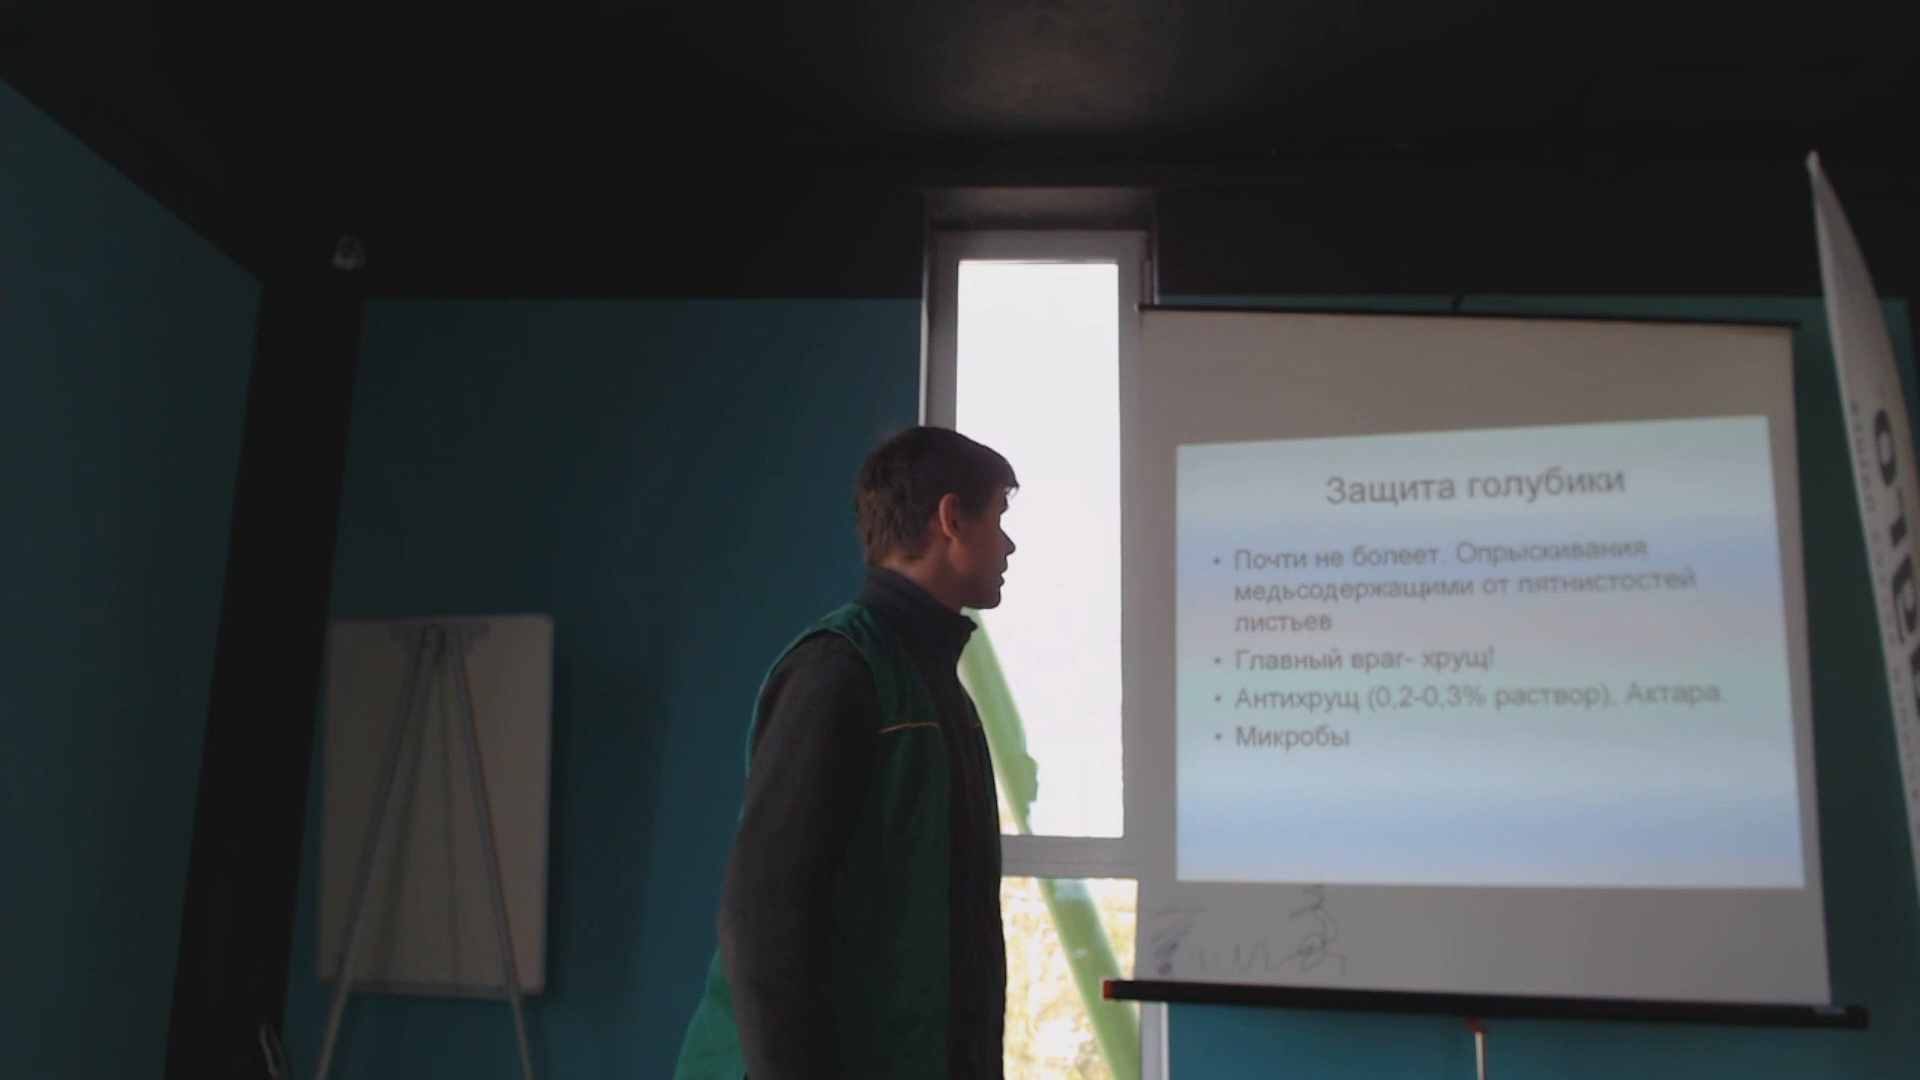 Защита голубики
• Почти не болеет. Опрыскивания
медьсодержащими от пятнистостей
листьев
• Главный враг- хрущ!
• Антихрущ (0,2-0,3% раствор), Актара.
• Микробы